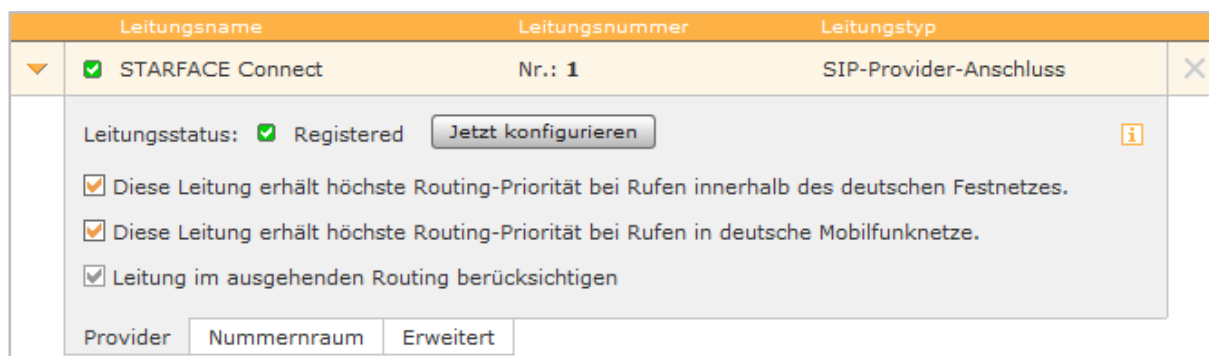 Leitungsname Leitungsnummer Leitungstyp
STARFACE Connect Nr.: 1 SIP-Provider-Anschluss
Leitungsstatus: Registered Jetzt konfigurieren
Diese Leitung erhält höchste Routing-Priorität bei Rufen innerhalb des deutschen Festnetzes.
Diese Leitung erhält höchste Routing-Priorität bei Rufen in deutsche Mobilfunknetze.
Leitung im ausgehenden Routing berücksichtigen
Provider Nummernraum Erweitert